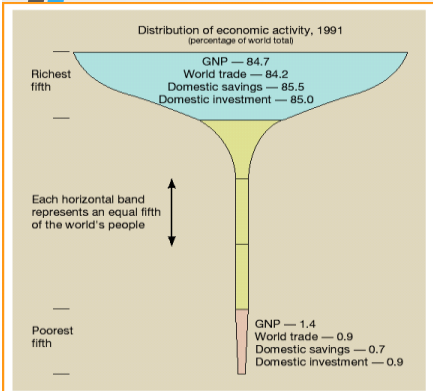 Distribution of economic activity, 1991
(percentage of world total)
Richest
fifth
GNP — 84.7
World trade — 84.2
Domestic savings — 85.5
Domestic investment — 85.0
Each horizontal band
represents an equal fifth
of the world's people
Poorest
fifth
GNP — 1.4
World trade — 0.9
Domestic savings — 0.7
Domestic investment — 0.9